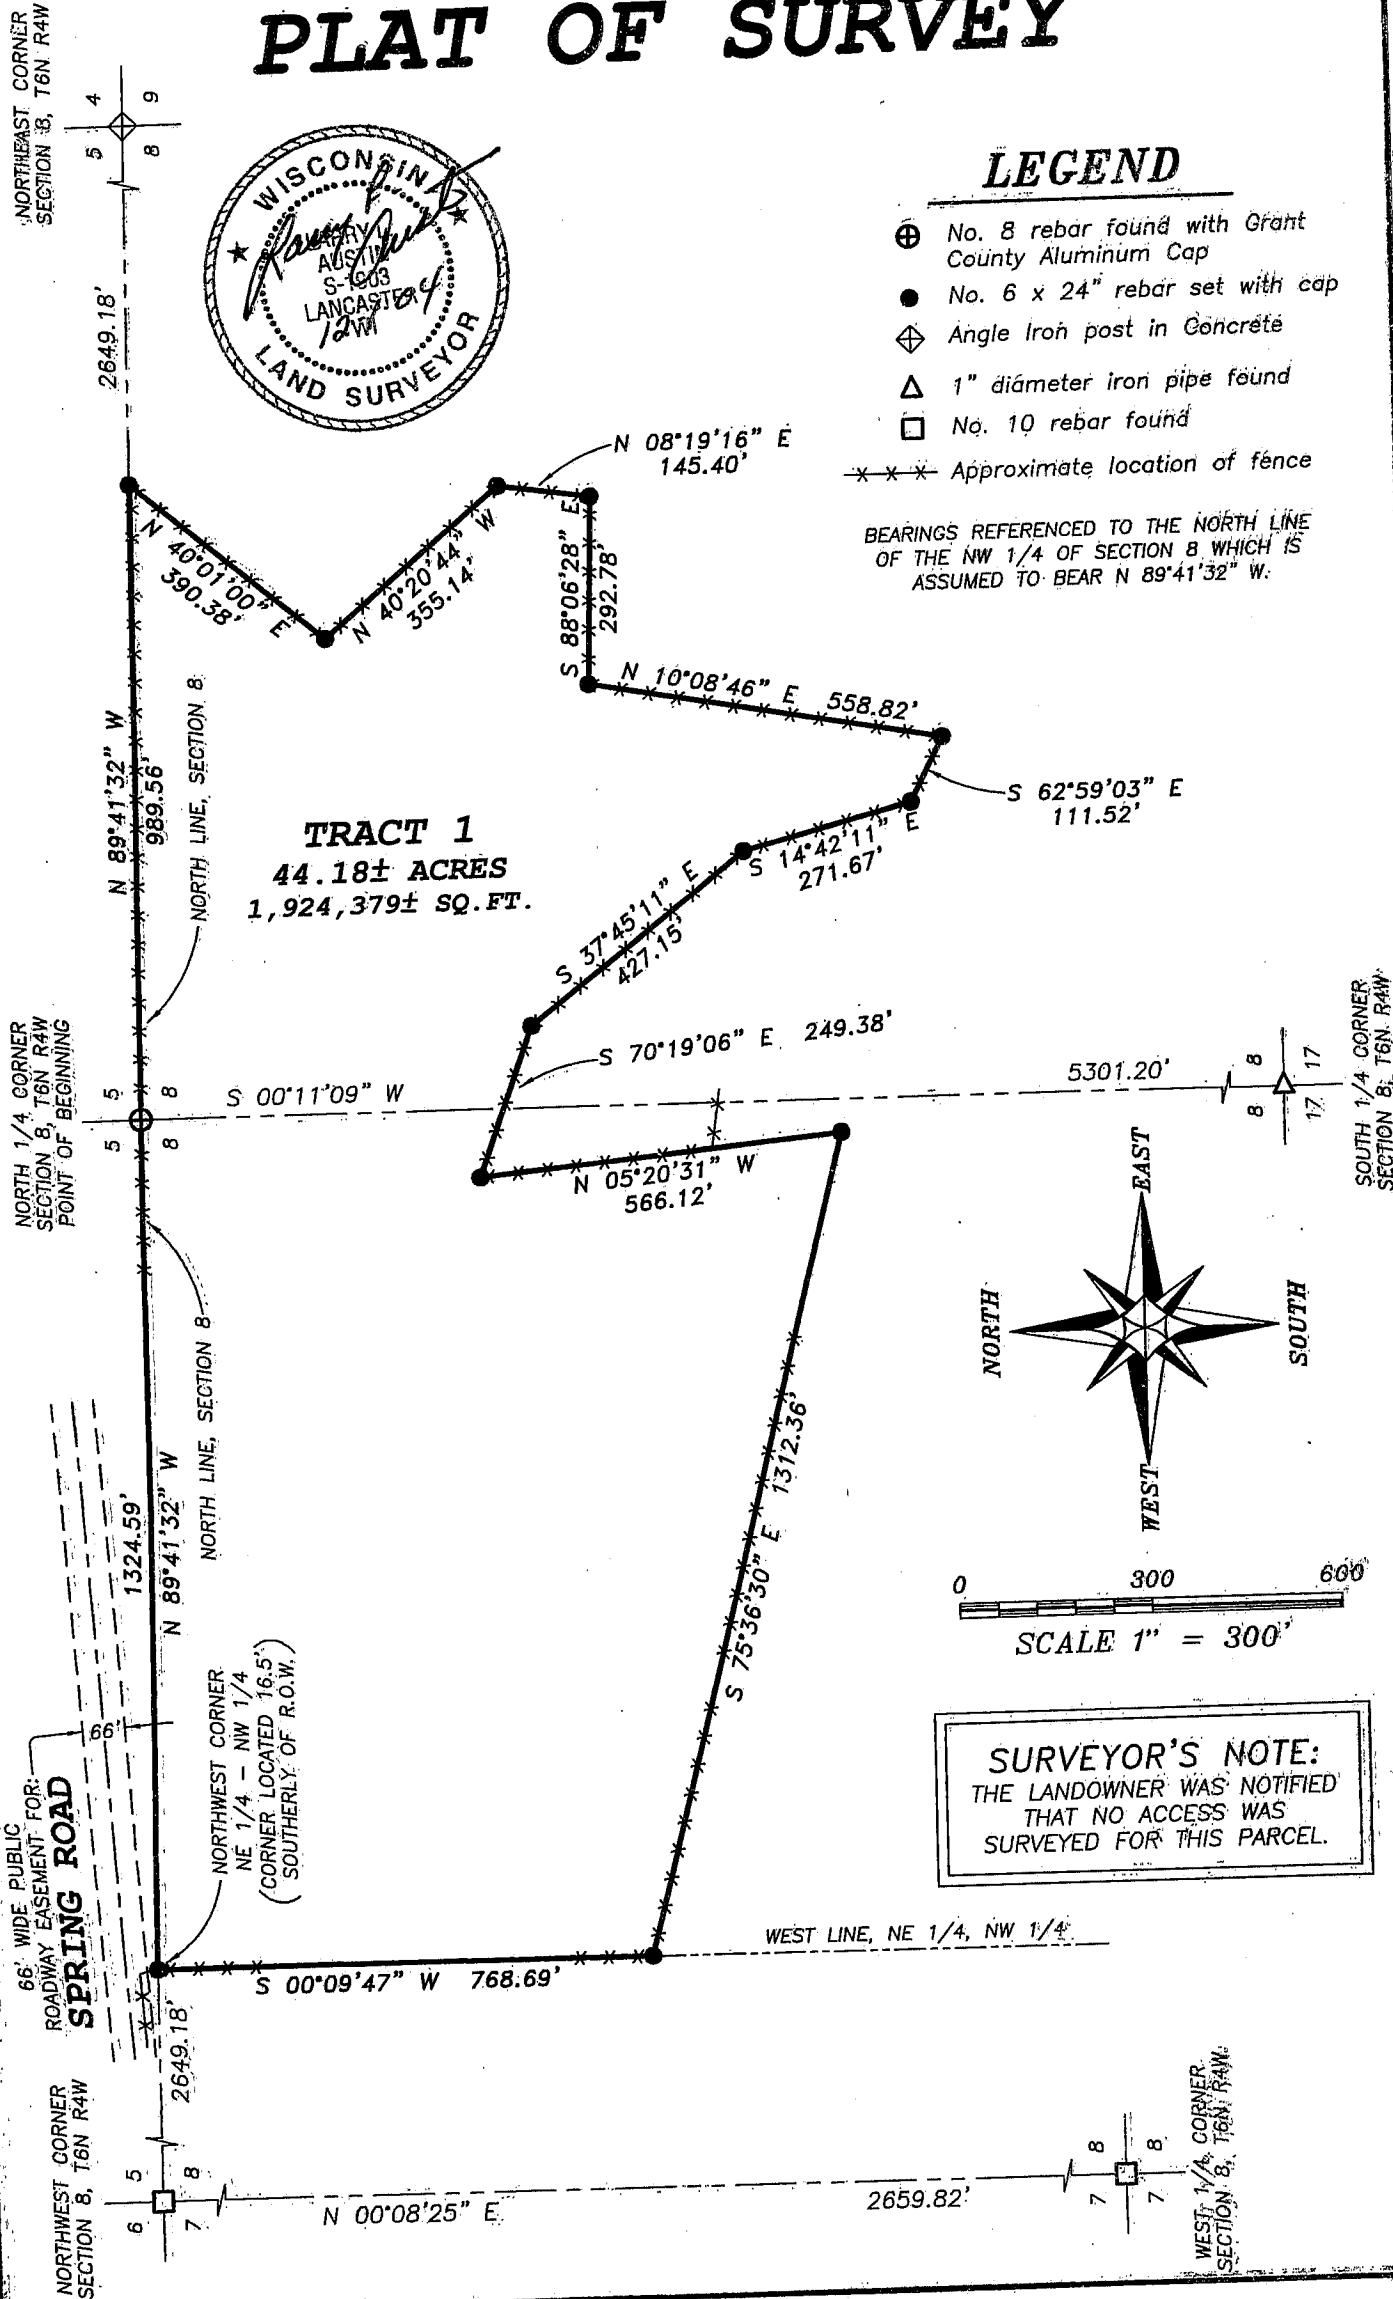 PLAT OF SURVEY
NORTHEAST CORNER
SECTION 8, T6N R4W
4
9
5
8
2649.18'
WISCONSIN
AUSTIN
S-1903
LANCASTER
WI
12
04
LAND SURVEYOR
LEGEND
No. 8 rebar found with Grant
County Aluminum Cap
No. 6 x 24" rebar set with cap
Angle Iron post in Concrete
1" diameter iron pipe found
No. 10 rebar found
Approximate location of fence
BEARINGS REFERENCED TO THE NORTH LINE
OF THE NW 1/4 OF SECTION 8 WHICH IS
ASSUMED TO BEAR N 89°41'32" W.
N 08°19'16" E
145.40'
N 40°01'00" E
390.38'
N 40°20'44" W
355.14'
S 88°06'28" E
292.78'
N 10°08'46" E 558.82'
S 62°59'03" E
111.52'
S 14°42'11" E
271.67'
S 37°45'11" E
427.15'
N 89°41'32" W
989.56'
NORTH LINE, SECTION 8
TRACT 1
44.18± ACRES
1,924,379± SQ.FT.
S 70°19'06" E 249.38'
NORTH 1/4 CORNER
SECTION 8, T6N R4W
POINT OF BEGINNING
5
8
5
8
S 00°11'09" W
5301.20'
8
17
8
17
SOUTH 1/4 CORNER
SECTION 8, T6N R4W
N 05°20'31" W
566.12'
EAST
NORTH
SOUTH
WEST
NORTH LINE, SECTION 8
1324.59'
N 89°41'32" W
S 75°36'30" E
1312.36'
0 300 600
SCALE 1" = 300'
NORTHWEST CORNER
NE 1/4 - NW 1/4
(CORNER LOCATED 16.5'
SOUTHERLY OF R.O.W.)
66'
66' WIDE PUBLIC
ROADWAY EASEMENT FOR:
SPRING ROAD
SURVEYOR'S NOTE:
THE LANDOWNER WAS NOTIFIED
THAT NO ACCESS WAS
SURVEYED FOR THIS PARCEL.
WEST LINE, NE 1/4, NW 1/4
S 00°09'47" W 768.69'
2649.18'
NORTHWEST CORNER
SECTION 8, T6N R4W
5
8
6
7
N 00°08'25" E
2659.82'
8
8
7
7
WEST 1/4 CORNER
SECTION 8, T6N R4W